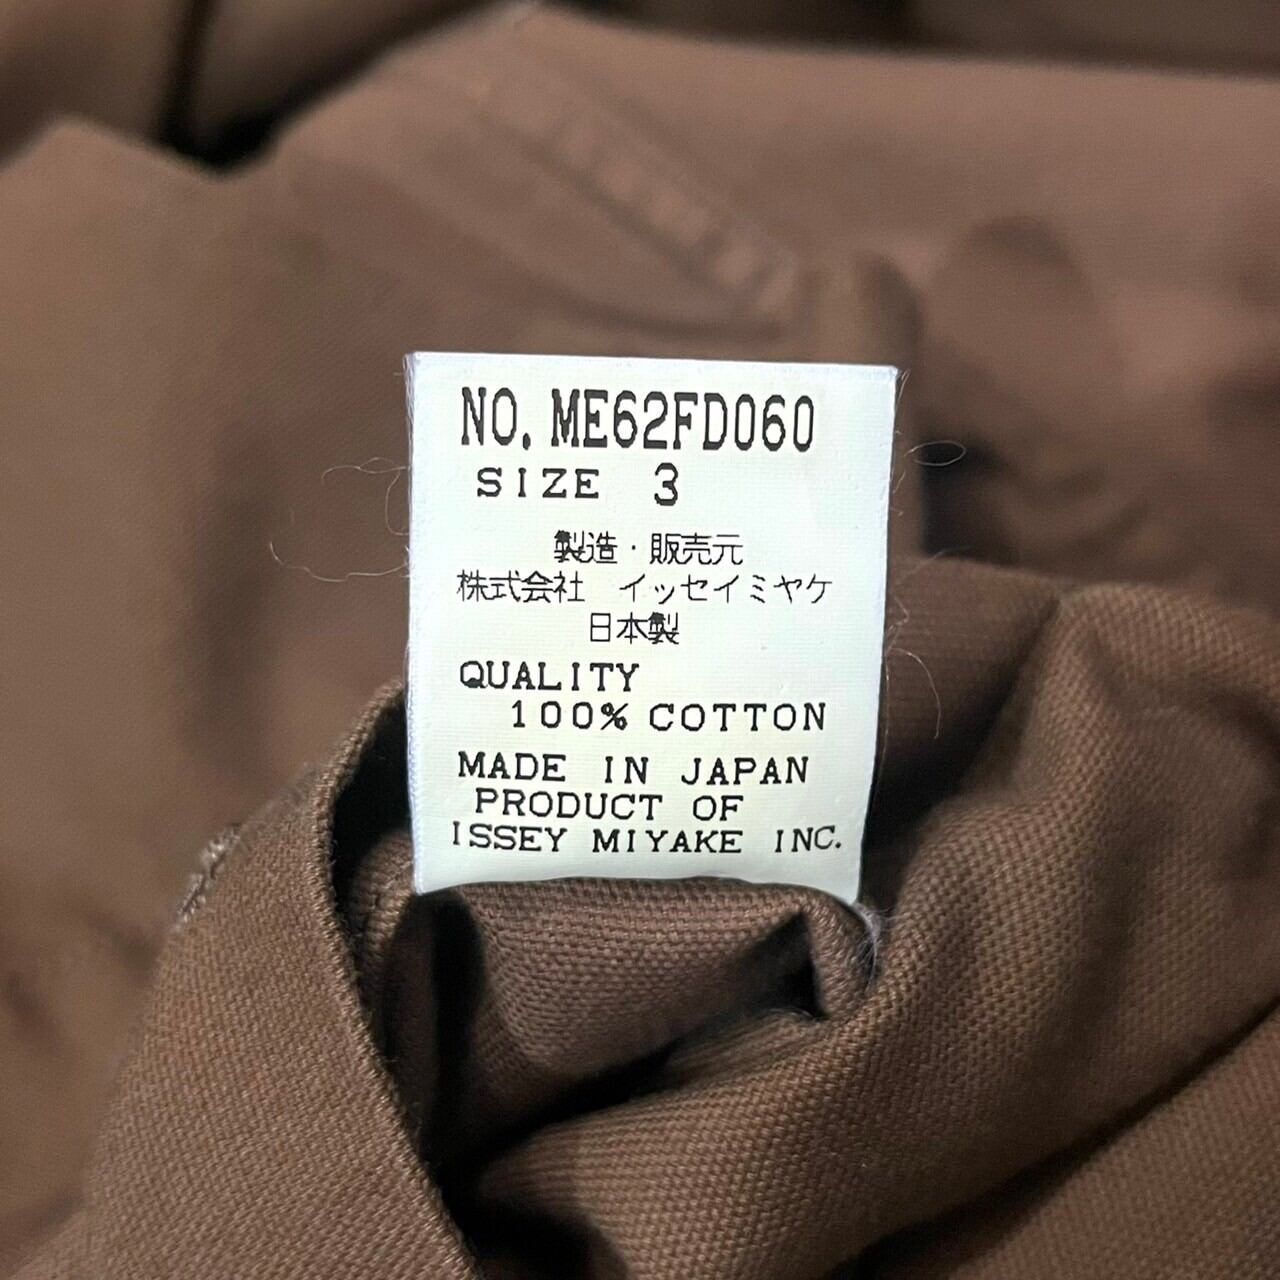 NO. ME62FD060
SIZE 3
製造・販売元
株式会社 イッセイミヤケ
日本製
QUALITY
100% COTTON
MADE IN JAPAN
PRODUCT OF
ISSEY MIYAKE INC.